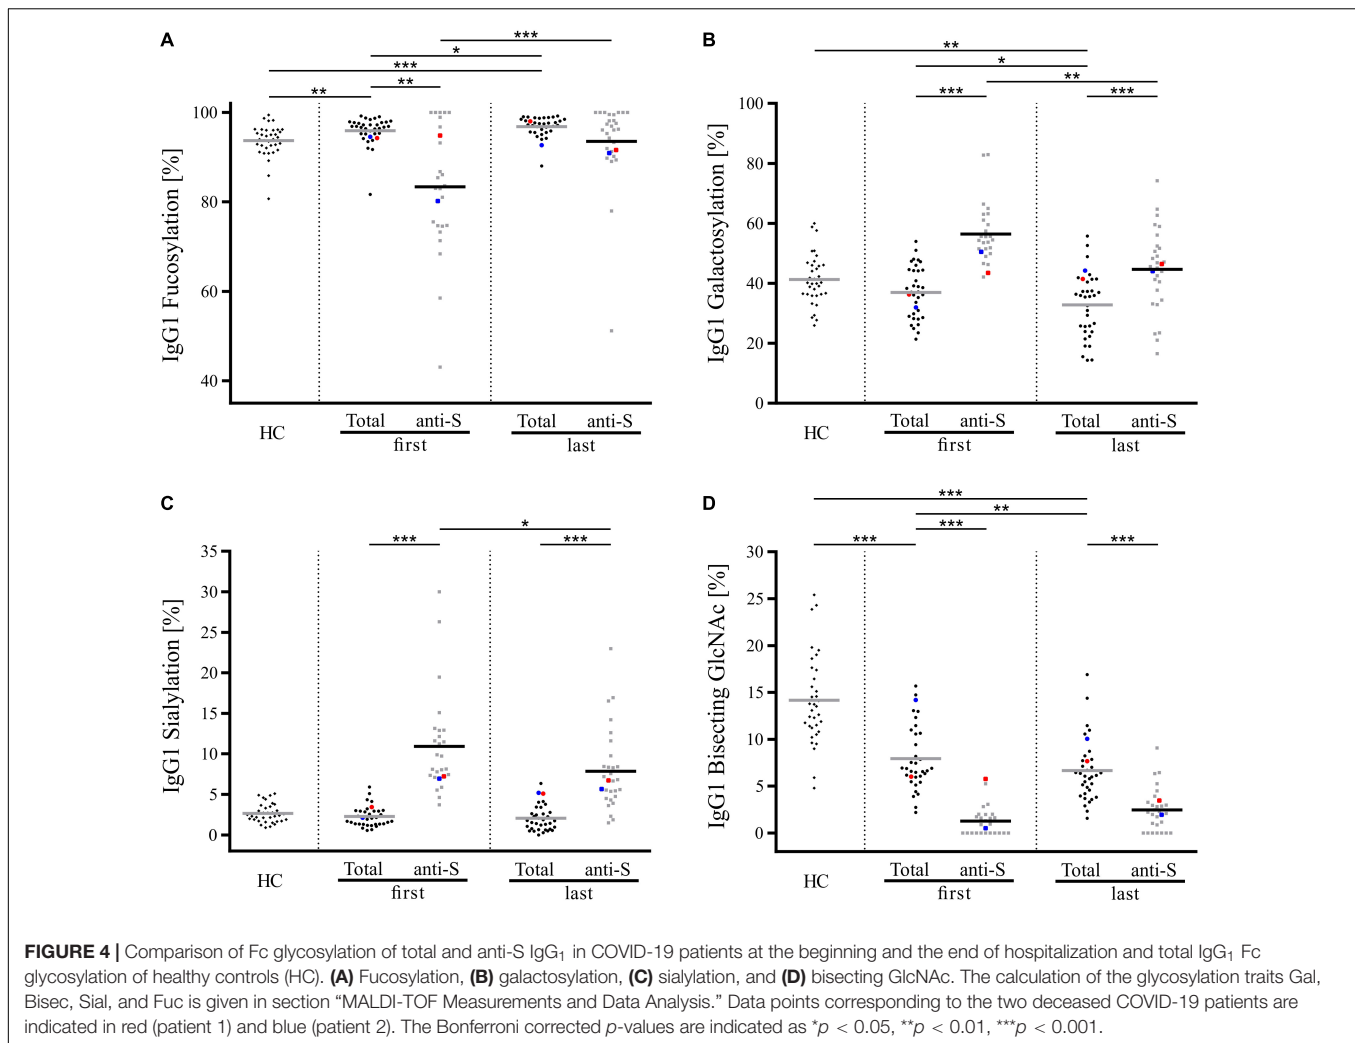 A
***
*
***
**
**
IgG1 Fucosylation [%]
100
80
60
40
HC
Total anti-S
first
Total anti-S
last
B
**
*
**
***
***
IgG1 Galactosylation [%]
100
80
60
40
20
0
HC
Total anti-S
first
Total anti-S
last
C
*
***
***
IgG1 Sialylation [%]
35
30
25
20
15
10
5
0
HC
Total anti-S
first
Total anti-S
last
D
***
**
***
***
***
IgG1 Bisecting GlcNAc [%]
30
25
20
15
10
5
0
HC
Total anti-S
first
Total anti-S
last
FIGURE 4 | Comparison of Fc glycosylation of total and anti-S IgG1 in COVID-19 patients at the beginning and the end of hospitalization and total IgG1 Fc
glycosylation of healthy controls (HC). (A) Fucosylation, (B) galactosylation, (C) sialylation, and (D) bisecting GlcNAc. The calculation of the glycosylation traits Gal,
Bisec, Sial, and Fuc is given in section “MALDI-TOF Measurements and Data Analysis.” Data points corresponding to the two deceased COVID-19 patients are
indicated in red (patient 1) and blue (patient 2). The Bonferroni corrected p-values are indicated as *p < 0.05, **p < 0.01, ***p < 0.001.